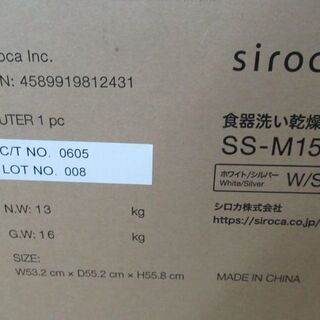 oca Inc.
N: 4589919812431
UTER 1 pc
C/T NO. 0605
LOT NO. 008
N.W: 13 kg
G.W: 16 kg
SIZE:
W53.2 cm × D55.2 cm × H55.8 cm
siroca
食器洗い乾燥
SS-M15
ホワイト/シルバー
White/Silver
W/S
シロカ株式会社
https://siroca.co.jp
MADE IN CHINA